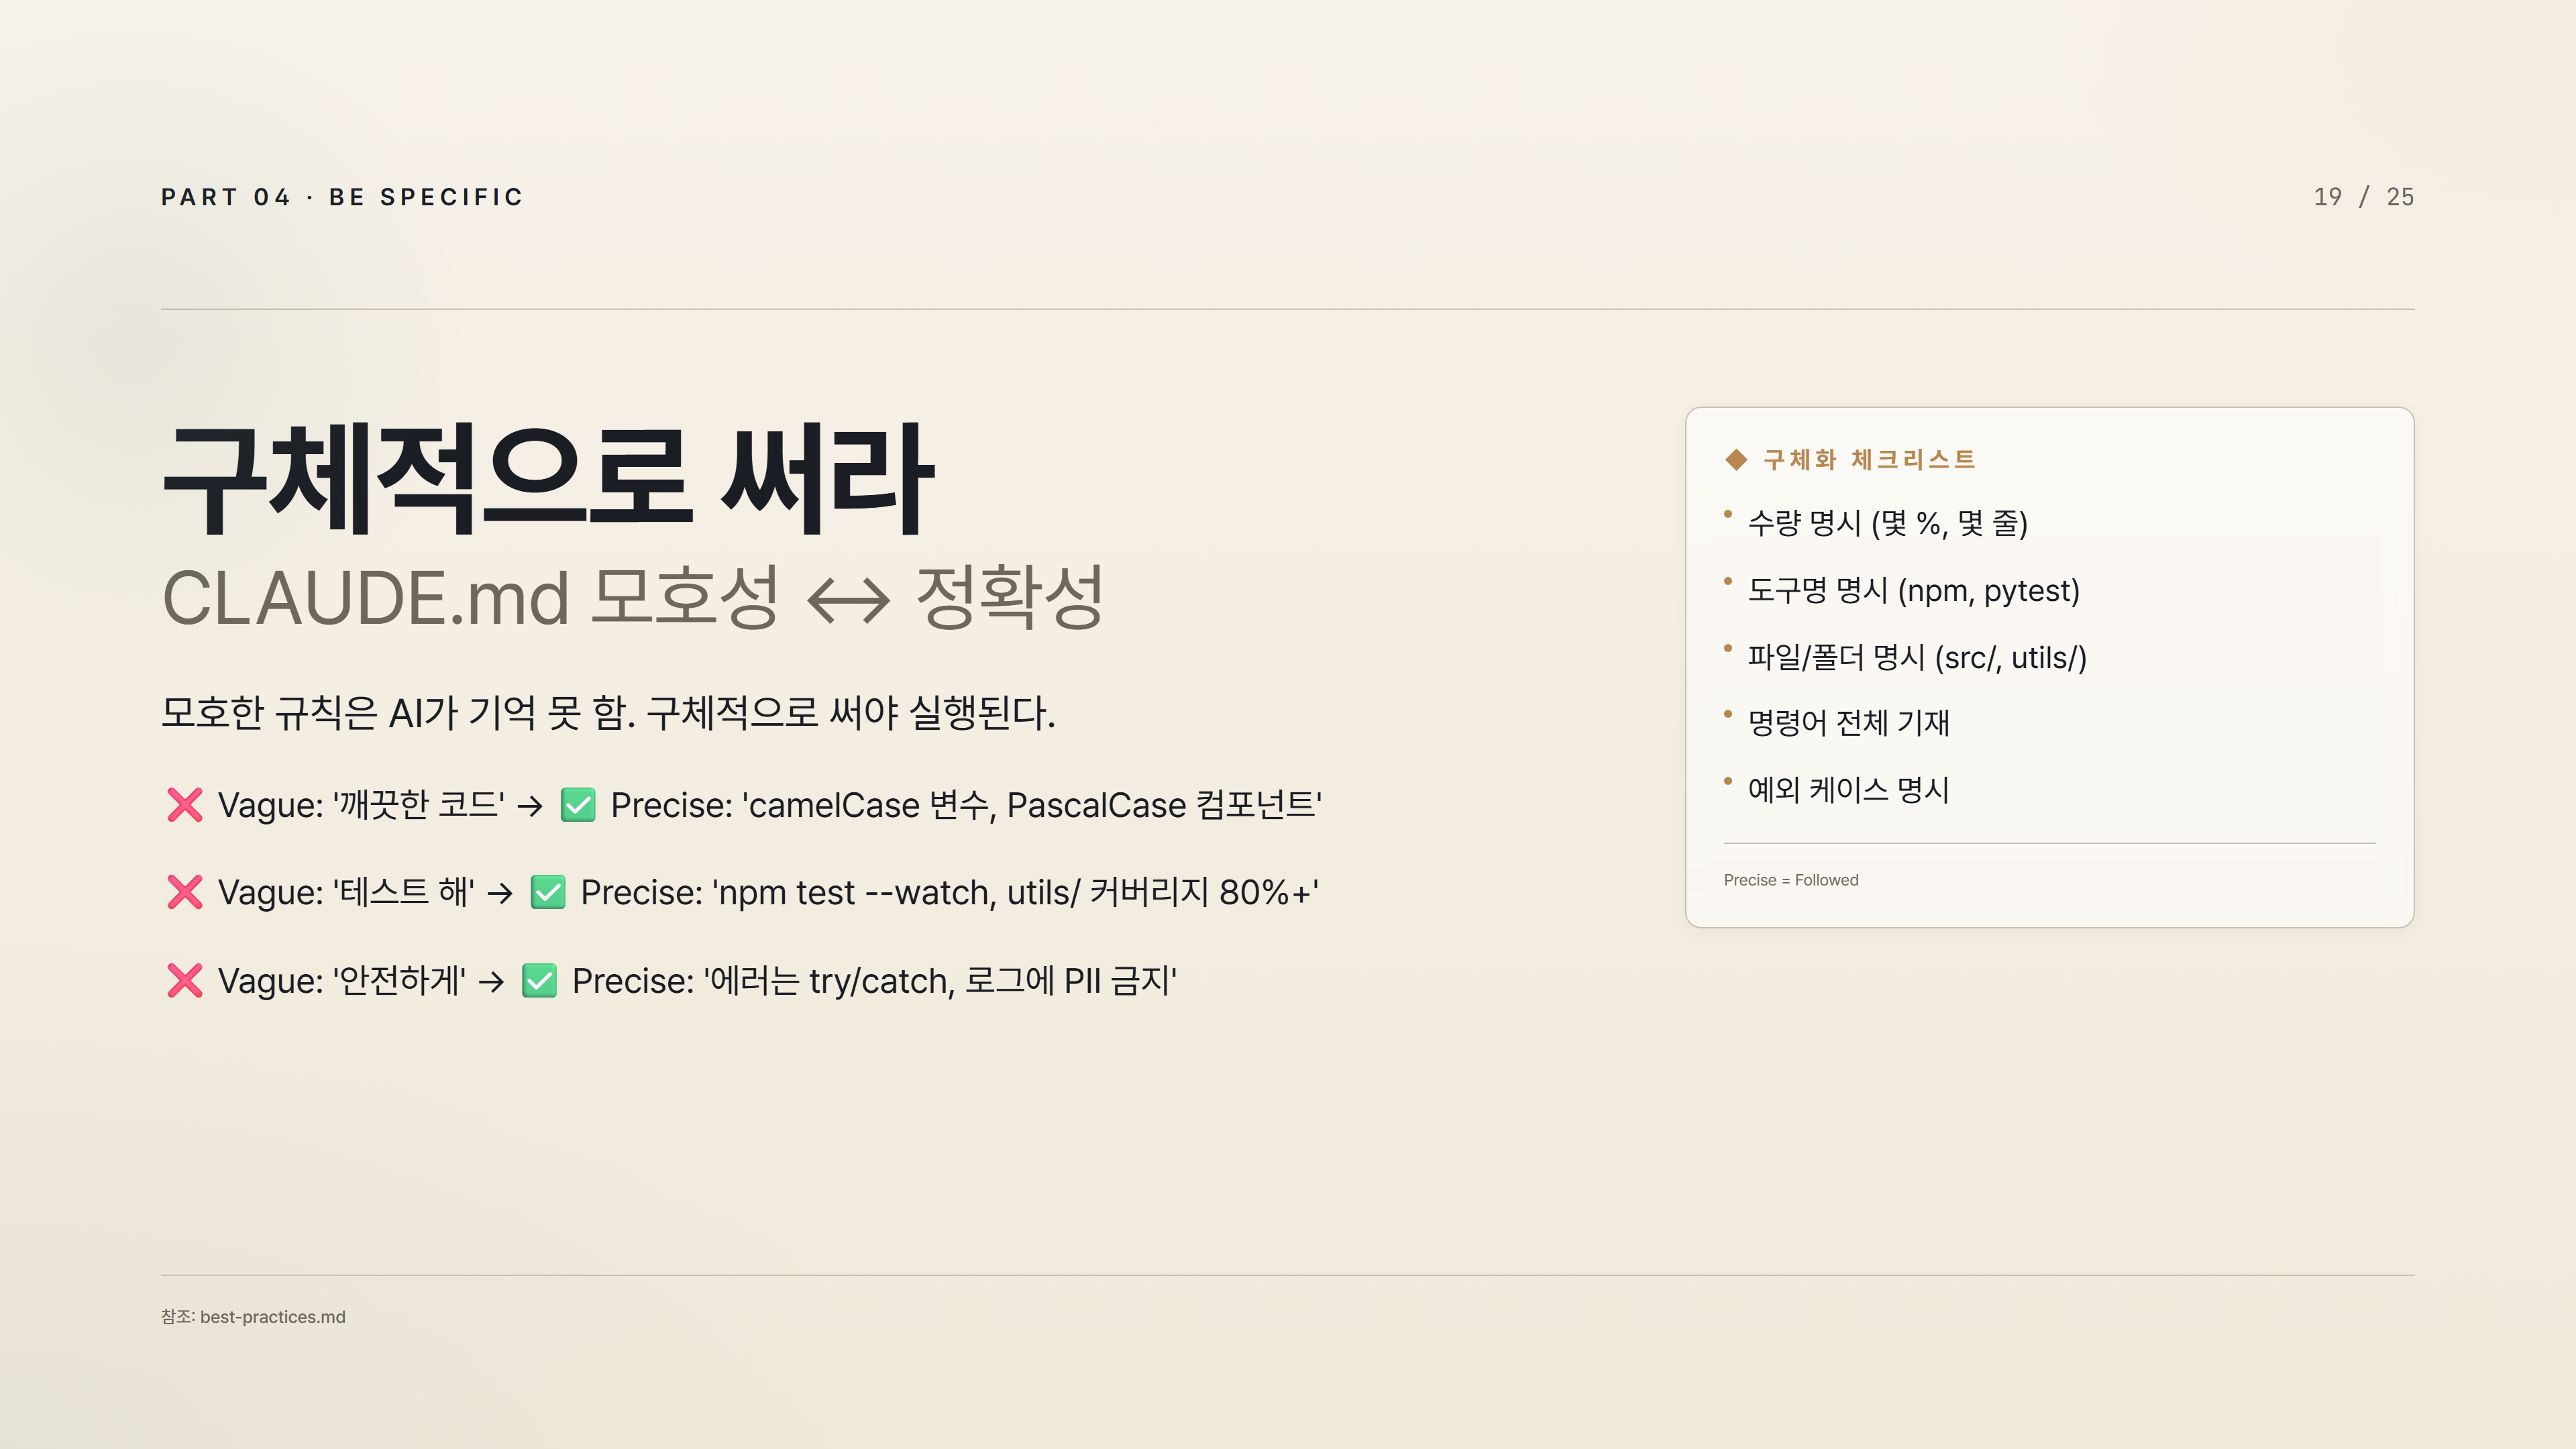 PART 04 · BE SPECIFIC
19 / 25
구체적으로 써라
CLAUDE.md 모호성 ↔ 정확성
모호한 규칙은 AI가 기억 못 함. 구체적으로 써야 실행된다.
❌ Vague: '깨끗한 코드' → ✅ Precise: 'camelCase 변수, PascalCase 컴포넌트'
❌ Vague: '테스트 해' → ✅ Precise: 'npm test --watch, utils/ 커버리지 80%+'
❌ Vague: '안전하게' → ✅ Precise: '에러는 try/catch, 로그에 PII 금지'
◆ 구체화 체크리스트
• 수량 명시 (몇 %, 몇 줄)
• 도구명 명시 (npm, pytest)
• 파일/폴더 명시 (src/, utils/)
• 명령어 전체 기재
• 예외 케이스 명시
Precise = Followed
참조: best-practices.md